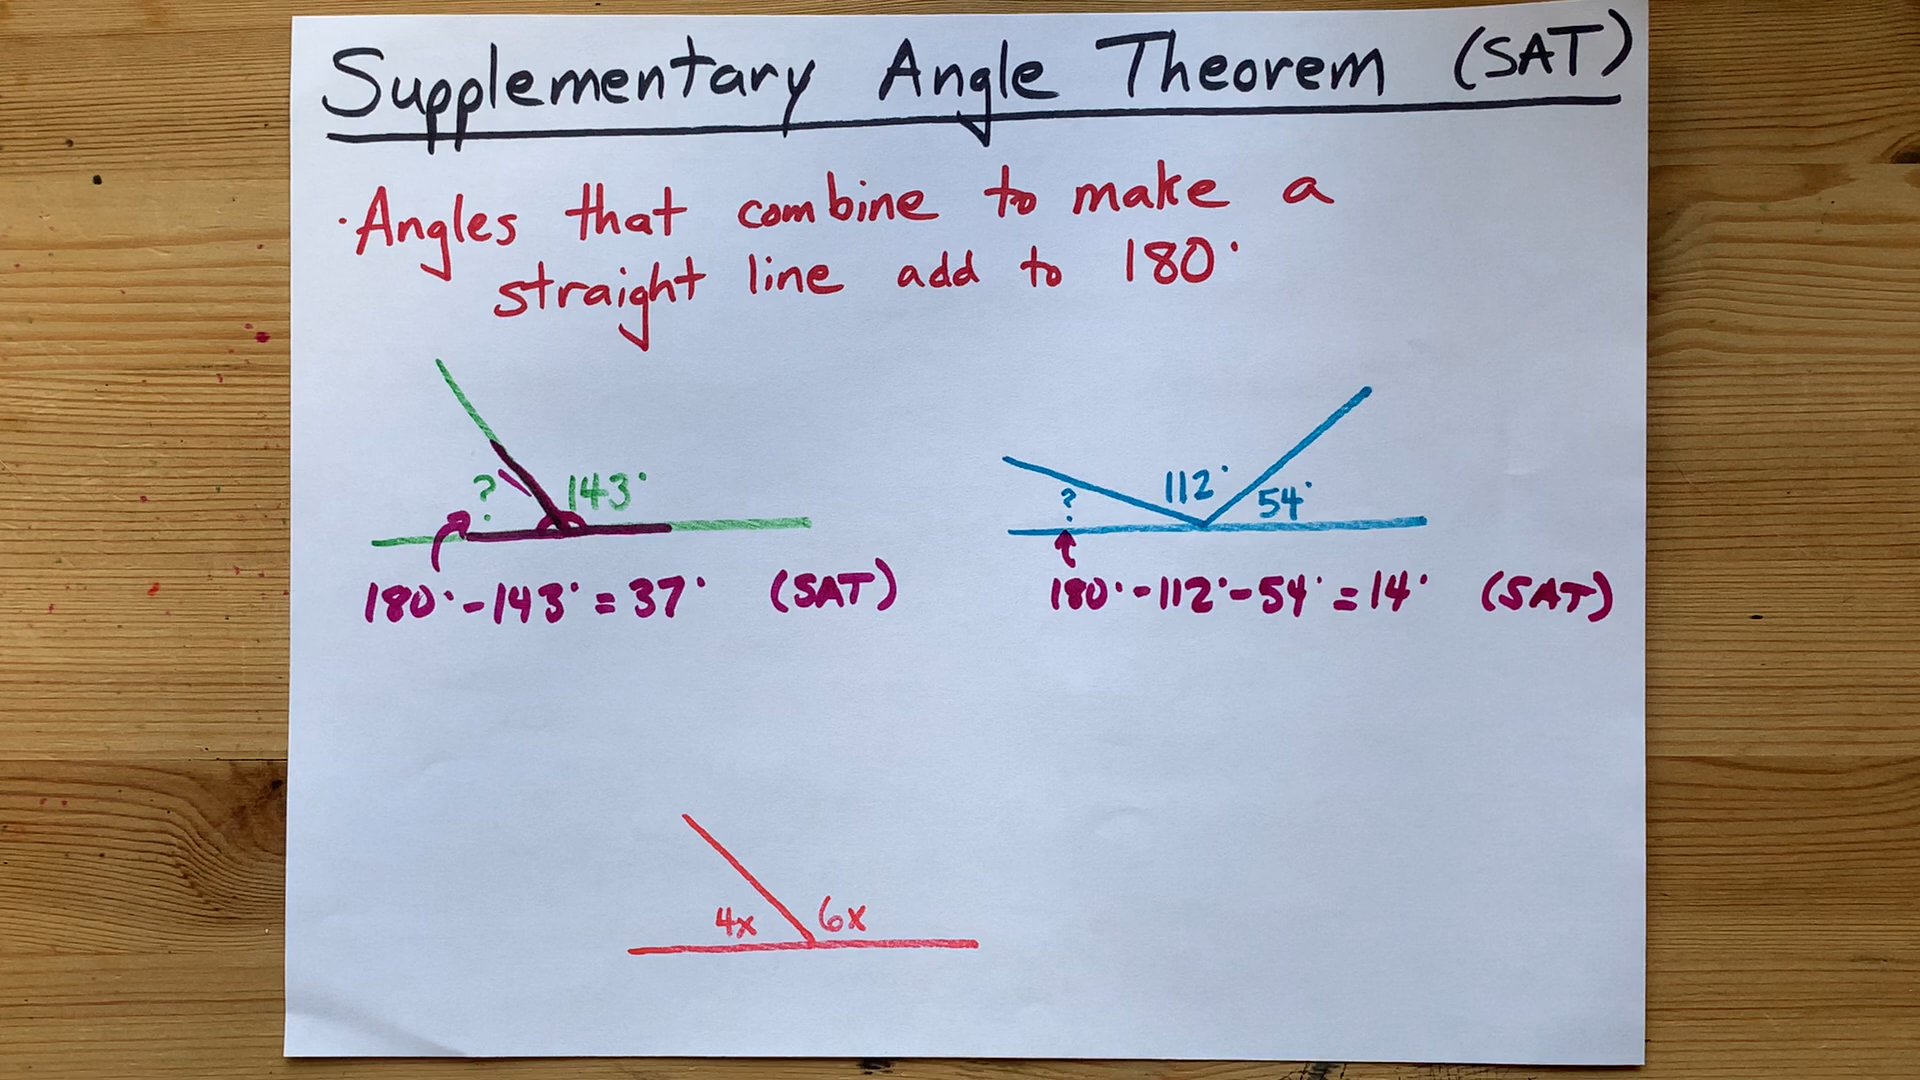 Supplementary Angle Theorem (SAT)
·Angles that combine to make a
straight line add to 180°
? 143°
180°-143°=37° (SAT)
? 112° 54°
180°-112°-54°=14° (SAT)
4x 6x